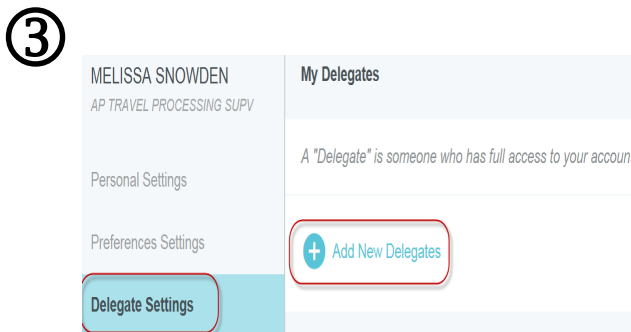 ③
MELISSA SNOWDEN
AP TRAVEL PROCESSING SUPV
Personal Settings
Preferences Settings
Delegate Settings
My Delegates
A "Delegate" is someone who has full access to your accoun
Add New Delegates